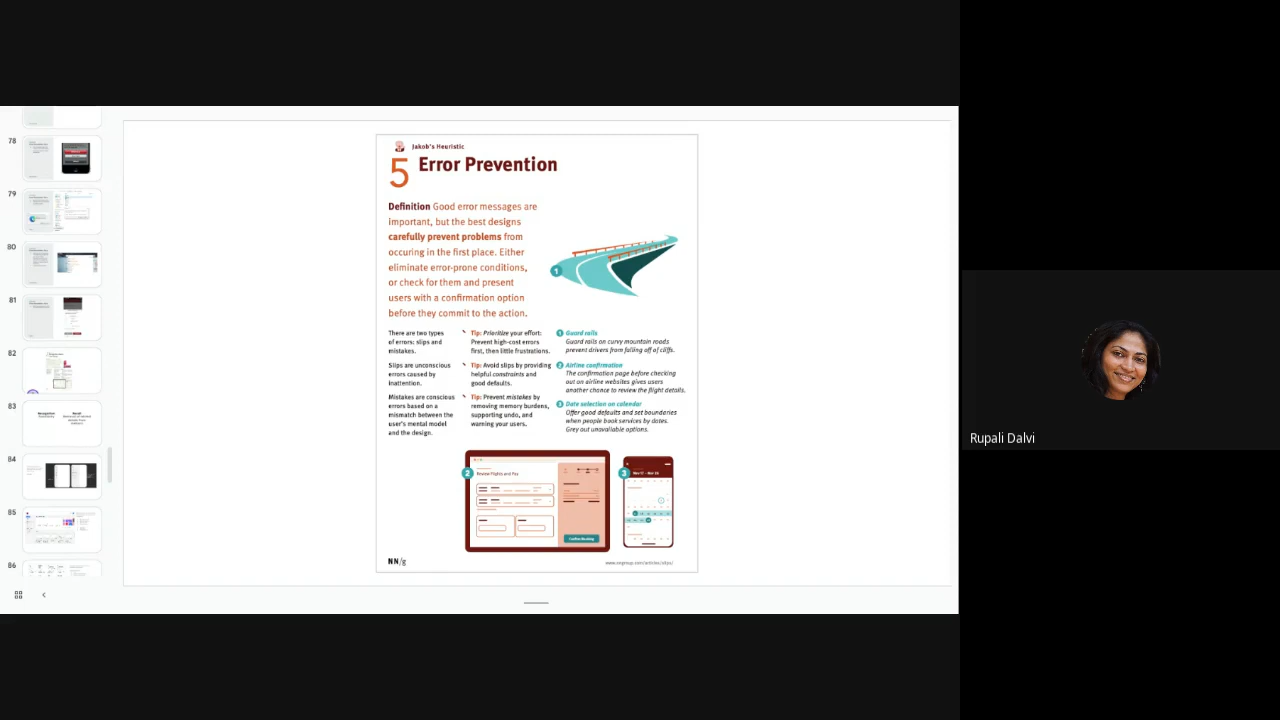 78
79
80
81
82
83
84
85
86
Jakob's Heuristic
5
Error Prevention
Definition Good error messages are
important, but the best designs
carefully prevent problems from
occuring in the first place. Either
eliminate error-prone conditions,
or check for them and present
users with a confirmation option
before they commit to the action.
1
There are two types
of errors: slips and
mistakes.
Slips are unconscious
errors caused by
inattention.
Mistakes are conscious
errors based on a
mismatch between the
user's mental model
and the design.
Tip: Prioritize your effort:
Prevent high-cost errors
first, then little frustrations.
Tip: Avoid slips by providing
helpful constraints and
good defaults.
Tip: Prevent mistakes by
removing memory burdens,
supporting undo, and
warning your users.
1 Guard rails
Guard rails on curvy mountain roads
prevent drivers from falling off of cliffs.
2 Airline confirmation
The confirmation page before checking
out on airline websites gives users
another chance to review the flight details.
3 Date selection on calendar
Offer good defaults and set boundaries
when people book services by dates.
Grey out unavailable options.
2
Review Flights and Pay
Confirm Booking
3
NN/g
Rupali Dalvi